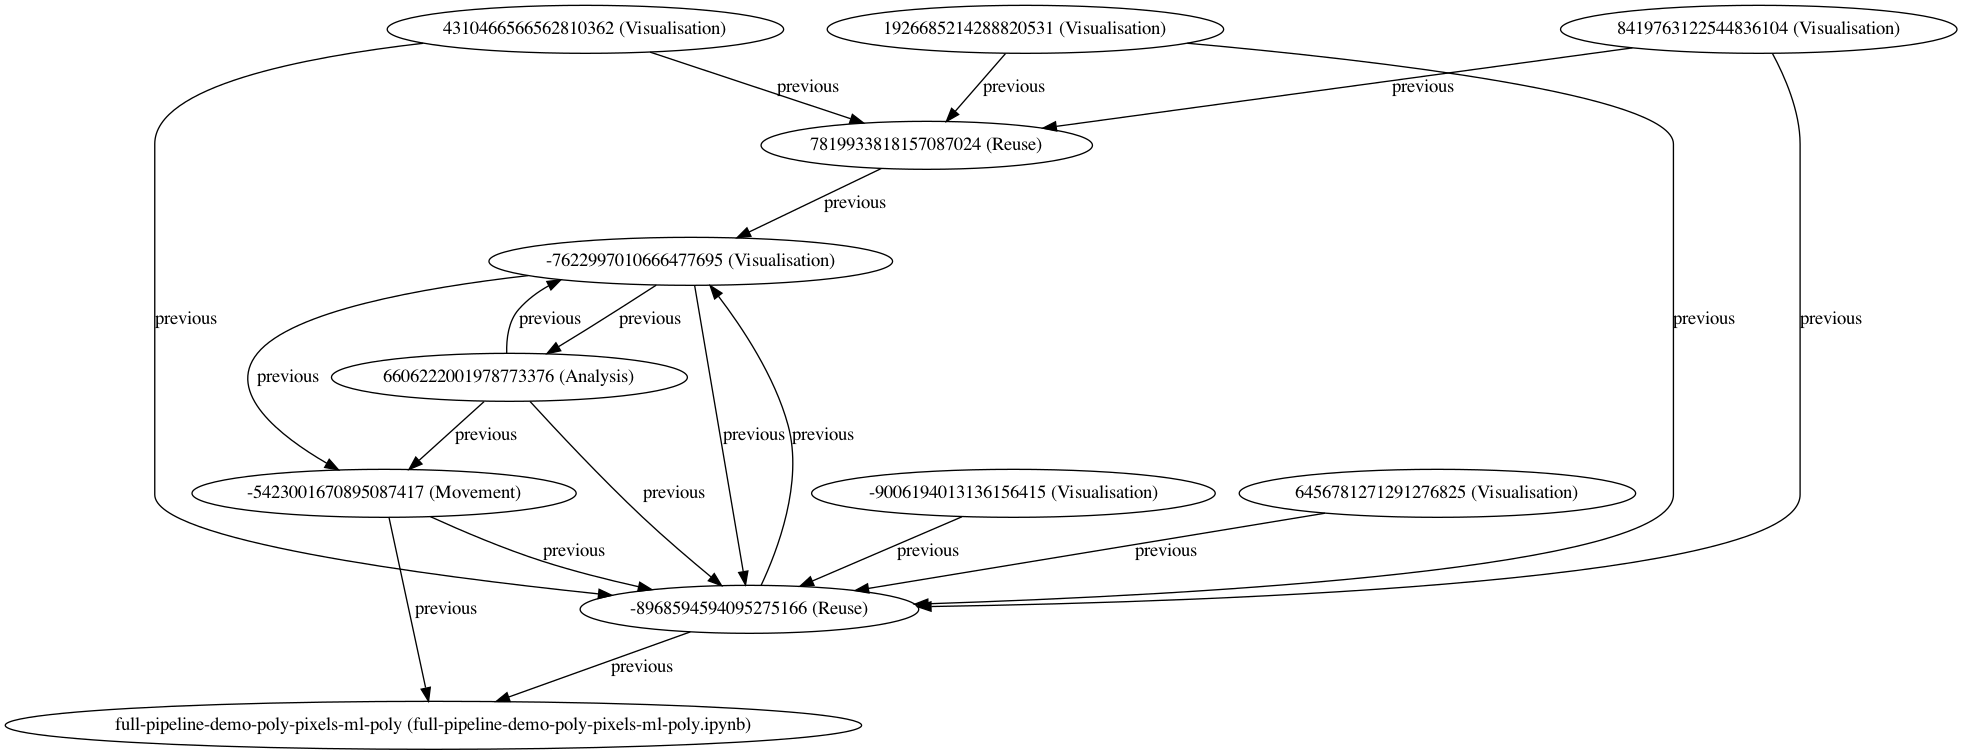 4310466566562810362 (Visualisation)
1926685214288820531 (Visualisation)
8419763122544836104 (Visualisation)
previous
previous
previous
7819933818157087024 (Reuse)
previous
-7622997010666477695 (Visualisation)
previous
previous
previous
previous
previous
6606222001978773376 (Analysis)
previous
previous
previous
previous
-5423001670895087417 (Movement)
previous
-9006194013136156415 (Visualisation)
6456781271291276825 (Visualisation)
previous
previous
previous
-8968594594095275166 (Reuse)
previous
previous
full-pipeline-demo-poly-pixels-ml-poly (full-pipeline-demo-poly-pixels-ml-poly.ipynb)